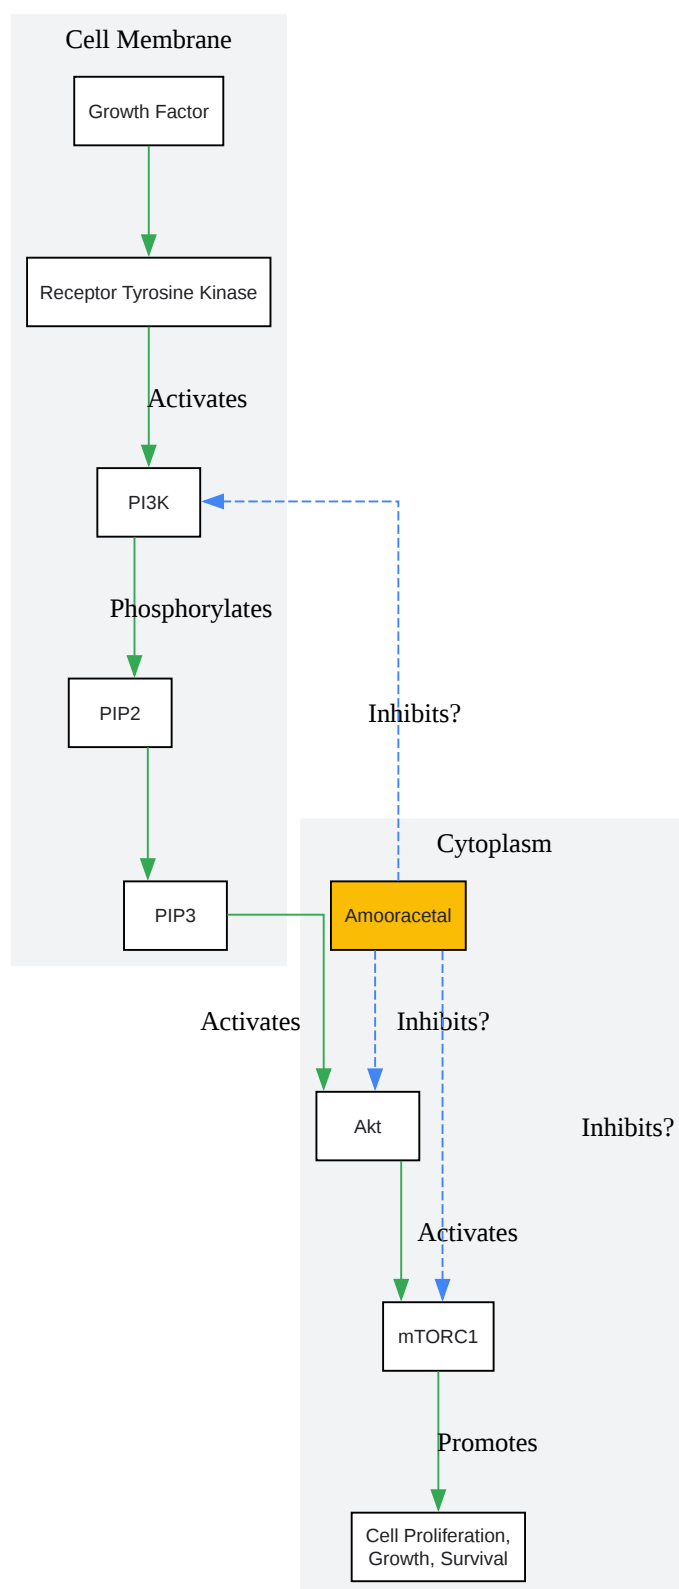 Cell Membrane
Growth Factor
Receptor Tyrosine Kinase
Activates
PI3K
Phosphorylates
PIP2
Inhibits?
Cytoplasm
PIP3
Amooracetal
Activates
Inhibits?
Akt
Inhibits?
Activates
mTORC1
Promotes
Cell Proliferation,
Growth, Survival